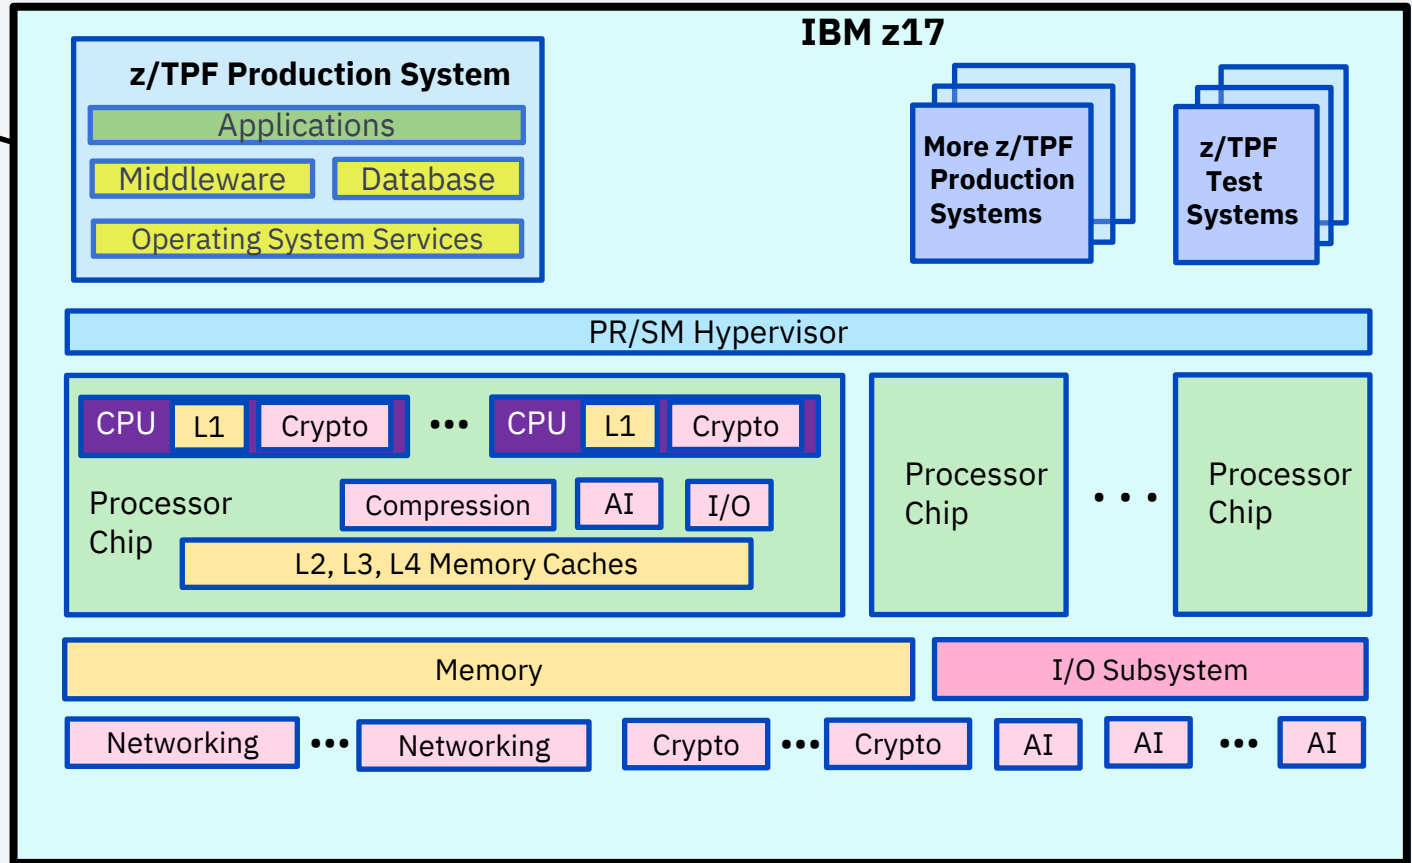 IBM z17
z/TPF Production System
Applications
Middleware
Database
Operating System Services
More z/TPF
Production
Systems
z/TPF
Test
Systems
PR/SM Hypervisor
CPU
L1
Crypto
•••
CPU
L1
Crypto
Processor
Chip
Compression
AI
I/O
L2, L3, L4 Memory Caches
Processor
Chip
• • •
Processor
Chip
Memory
I/O Subsystem
Networking
•••
Networking
Crypto
•••
Crypto
AI
AI
•••
AI